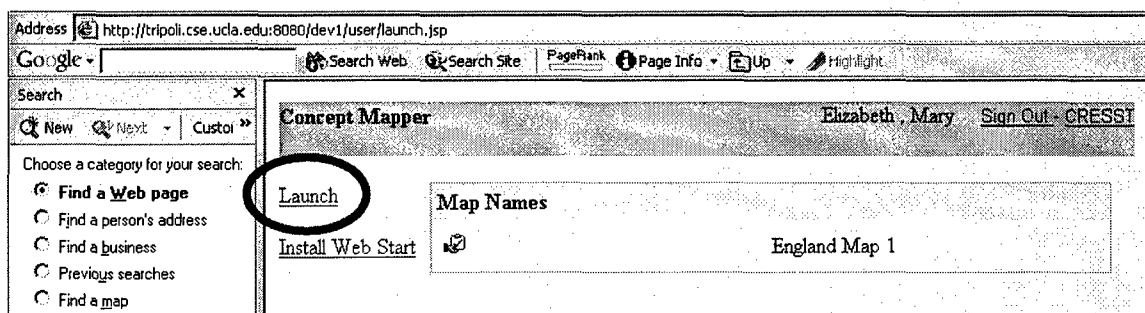 Address http://tripoli.cse.ucla.edu:8080/dev1/user/launch.jsp
Google Search Web Search Site PageRank Page Info Up Highlight
Search
New Next Custor
Choose a category for your search:
Find a Web page
Find a person's address
Find a business
Previous searches
Find a map
Concept Mapper Elizabeth , Mary Sign Out - CRESST
Launch
Map Names
Install Web Start
England Map 1